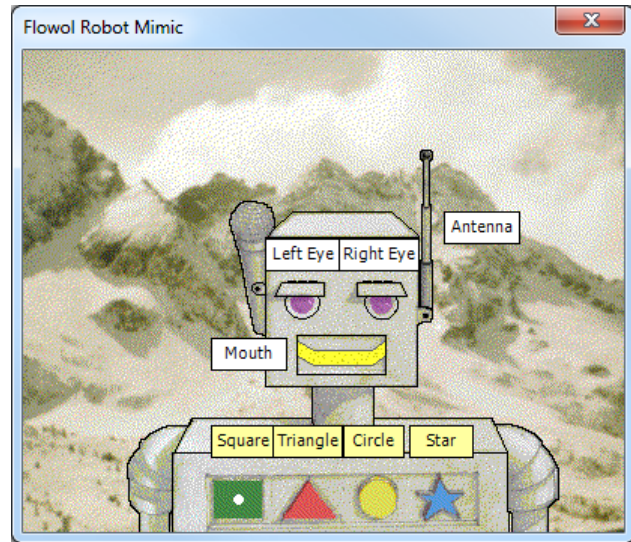 Flowol Robot Mimic
Antenna
Left Eye Right Eye
Mouth
Square Triangle Circle Star